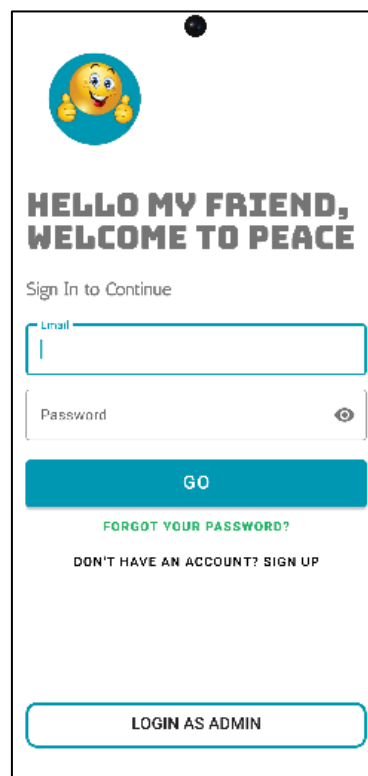 HELLO MY FRIEND,
WELCOME TO PEACE
Sign In to Continue
Email
Password
GO
FORGOT YOUR PASSWORD?
DON'T HAVE AN ACCOUNT? SIGN UP
LOGIN AS ADMIN